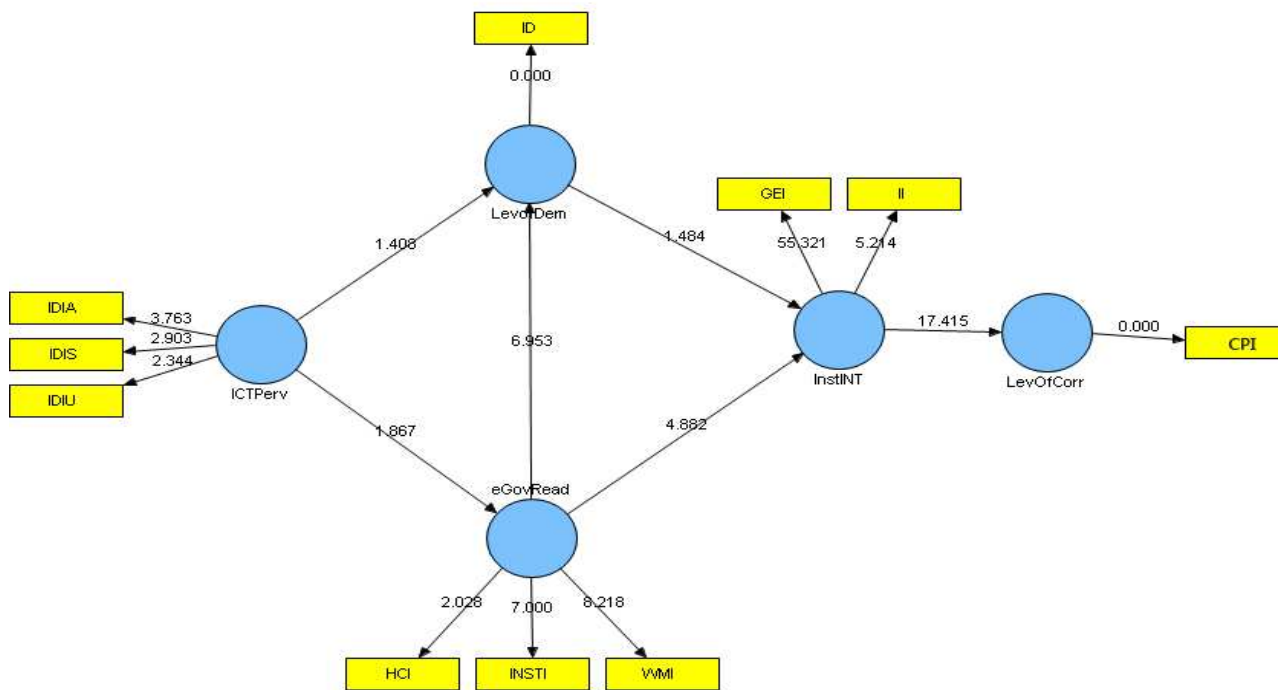 ID
0.000
LevofDem
GEI
II
1.408
1.484
55.321
5.214
IDIA
3.763
IDIS
2.903
IDIU
2.344
ICTPerv
6.953
InstINT
17.415
LevOfCorr
0.000
CPI
1.867
4.882
eGovRead
2.028
7.000
8.218
HCI
INSTI
WMI